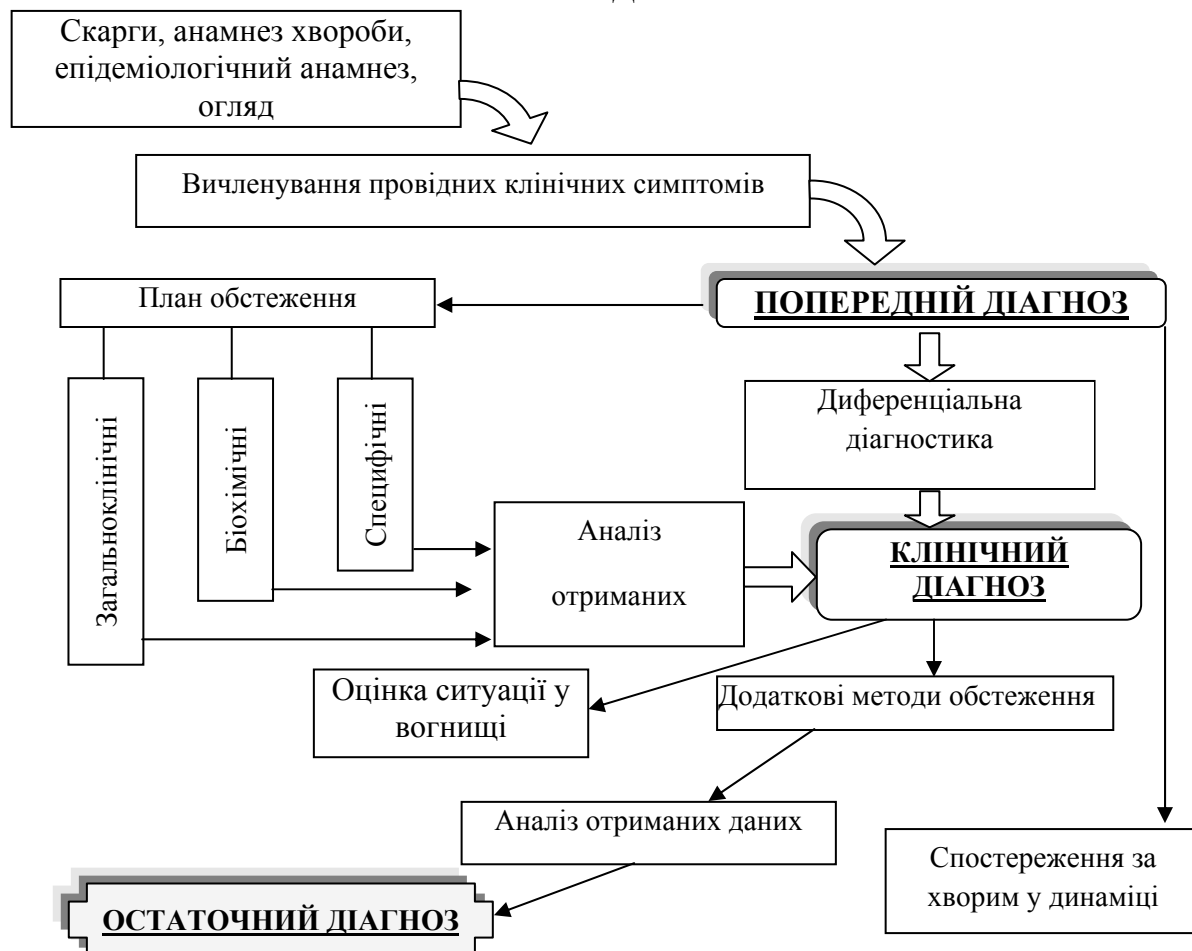 Скарги, анамнез хвороби,
епідеміологічний анамнез,
огляд
Вичленування провідних клінічних симптомів
План обстеження
ПОПЕРЕДНІЙ ДІАГНОЗ
Загальноклінічні
Біохімічні
Специфічні
Диференціальна
діагностика
Аналіз
отриманих
КЛІНІЧНИЙ
ДІАГНОЗ
Оцінка ситуації у
вогнищі
Додаткові методи обстеження
Аналіз отриманих даних
Спостереження за
хворим у динаміці
ОСТАТОЧНИЙ ДІАГНОЗ